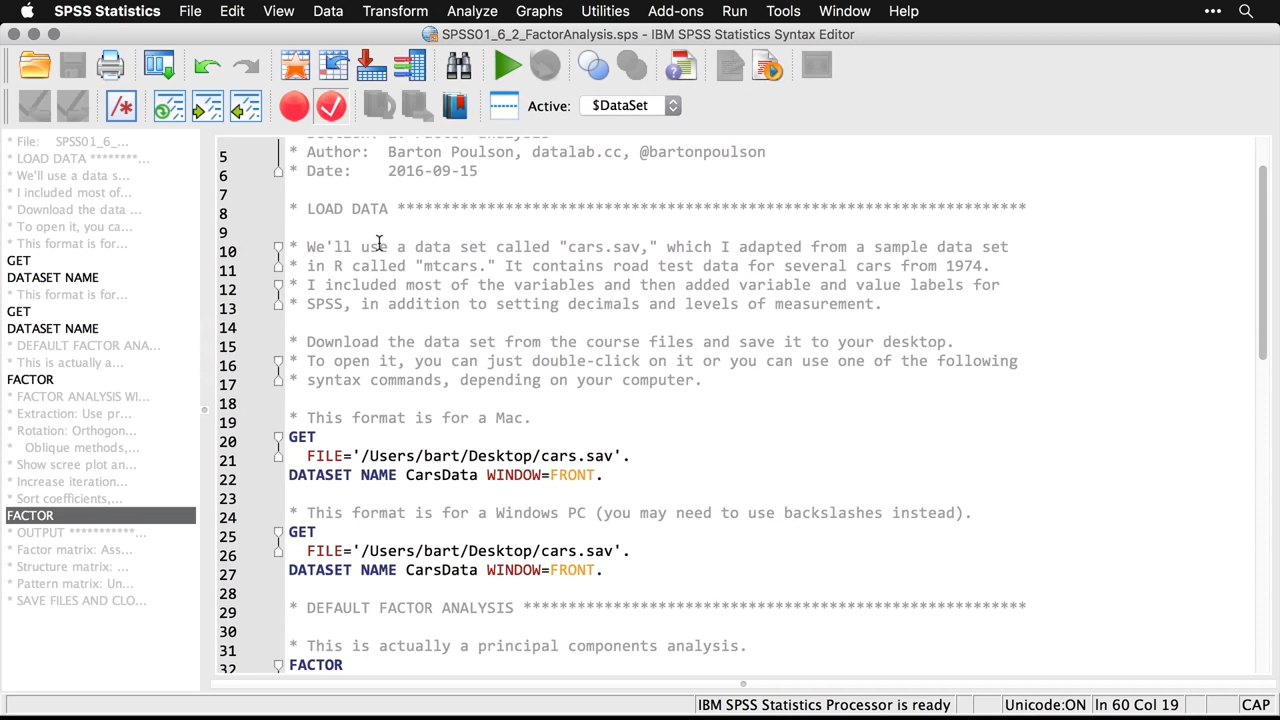 SPSS Statistics File Edit View Data Transform Analyze Graphs Utilities Add-ons Run Tools Window Help
SPSS01_6_2_FactorAnalysis.sps - IBM SPSS Statistics Syntax Editor
Active: $DataSet
* File: SPSS01_6_...
* LOAD DATA ********...
* We'll use a data s...
* I included most of...
* Download the data ...
* To open it, you ca...
* This format is for...
GET
DATASET NAME
* This format is for...
GET
DATASET NAME
* DEFAULT FACTOR ANA...
* This is actually a...
FACTOR
* FACTOR ANALYSIS WI...
* Extraction: Use pr...
* Rotation: Orthogon...
* Oblique methods,...
* Show scree plot an...
* Increase iteration...
* Sort coefficients,...
FACTOR
* OUTPUT ***********...
* Factor matrix: Ass...
* Structure matrix: ...
* Pattern matrix: Un...
* SAVE FILES AND CLO...
5 * Author: Barton Poulson, datalab.cc, @bartonpoulson
6 * Date: 2016-09-15
7
8 * LOAD DATA **********************************************************************
9
10 * We'll use a data set called "cars.sav," which I adapted from a sample data set
11 * in R called "mtcars." It contains road test data for several cars from 1974.
12 * I included most of the variables and then added variable and value labels for
13 * SPSS, in addition to setting decimals and levels of measurement.
14
15 * Download the data set from the course files and save it to your desktop.
16 * To open it, you can just double-click on it or you can use one of the following
17 * syntax commands, depending on your computer.
18
19 * This format is for a Mac.
20 GET
21 FILE='/Users/bart/Desktop/cars.sav'.
22 DATASET NAME CarsData WINDOW=FRONT.
23
24 * This format is for a Windows PC (you may need to use backslashes instead).
25 GET
26 FILE='/Users/bart/Desktop/cars.sav'.
27 DATASET NAME CarsData WINDOW=FRONT.
28
29 * DEFAULT FACTOR ANALYSIS ********************************************************
30
31 * This is actually a principal components analysis.
32 FACTOR
IBM SPSS Statistics Processor is ready Unicode:ON In 60 Col 19 CAP